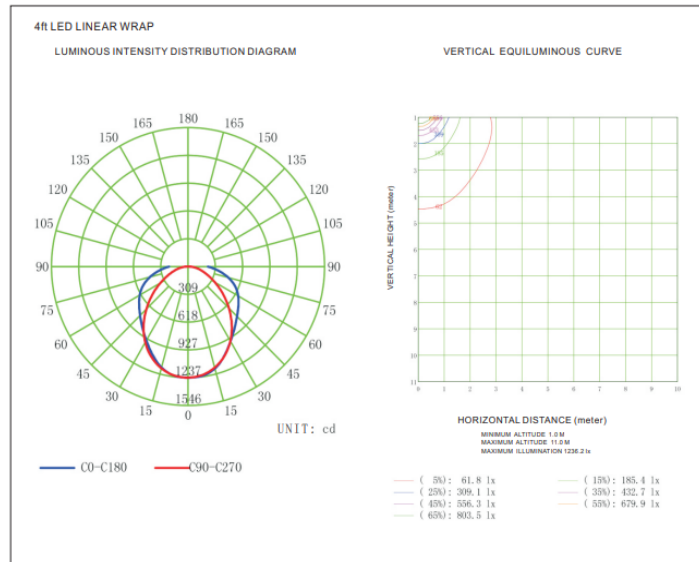 4ft LED LINEAR WRAP
LUMINOUS INTENSITY DISTRIBUTION DIAGRAM
180
165 165
150 150
135 135
120 120
105 105
90 90
75 75
60 60
45 45
30 30
15 15
0
309
618
927
1237
1546
UNIT: cd
C0-C180 C90-C270
VERTICAL EQUILUMINOUS CURVE
VERTICAL HEIGHT (meter)
1
2
3
4
5
6
7
8
9
10
11
0 1 2 3 4 5 6 7 8 9 10
HORIZONTAL DISTANCE (meter)
MINIMUM ALTITUDE 1.0 M
MAXIMUM ALTITUDE 11.0 M
MAXIMUM ILLUMINATION 1236.2 lx
( 5%): 61.8 lx ( 15%): 185.4 lx
( 25%): 309.1 lx ( 35%): 432.7 lx
( 45%): 556.3 lx ( 55%): 679.9 lx
( 65%): 803.5 lx